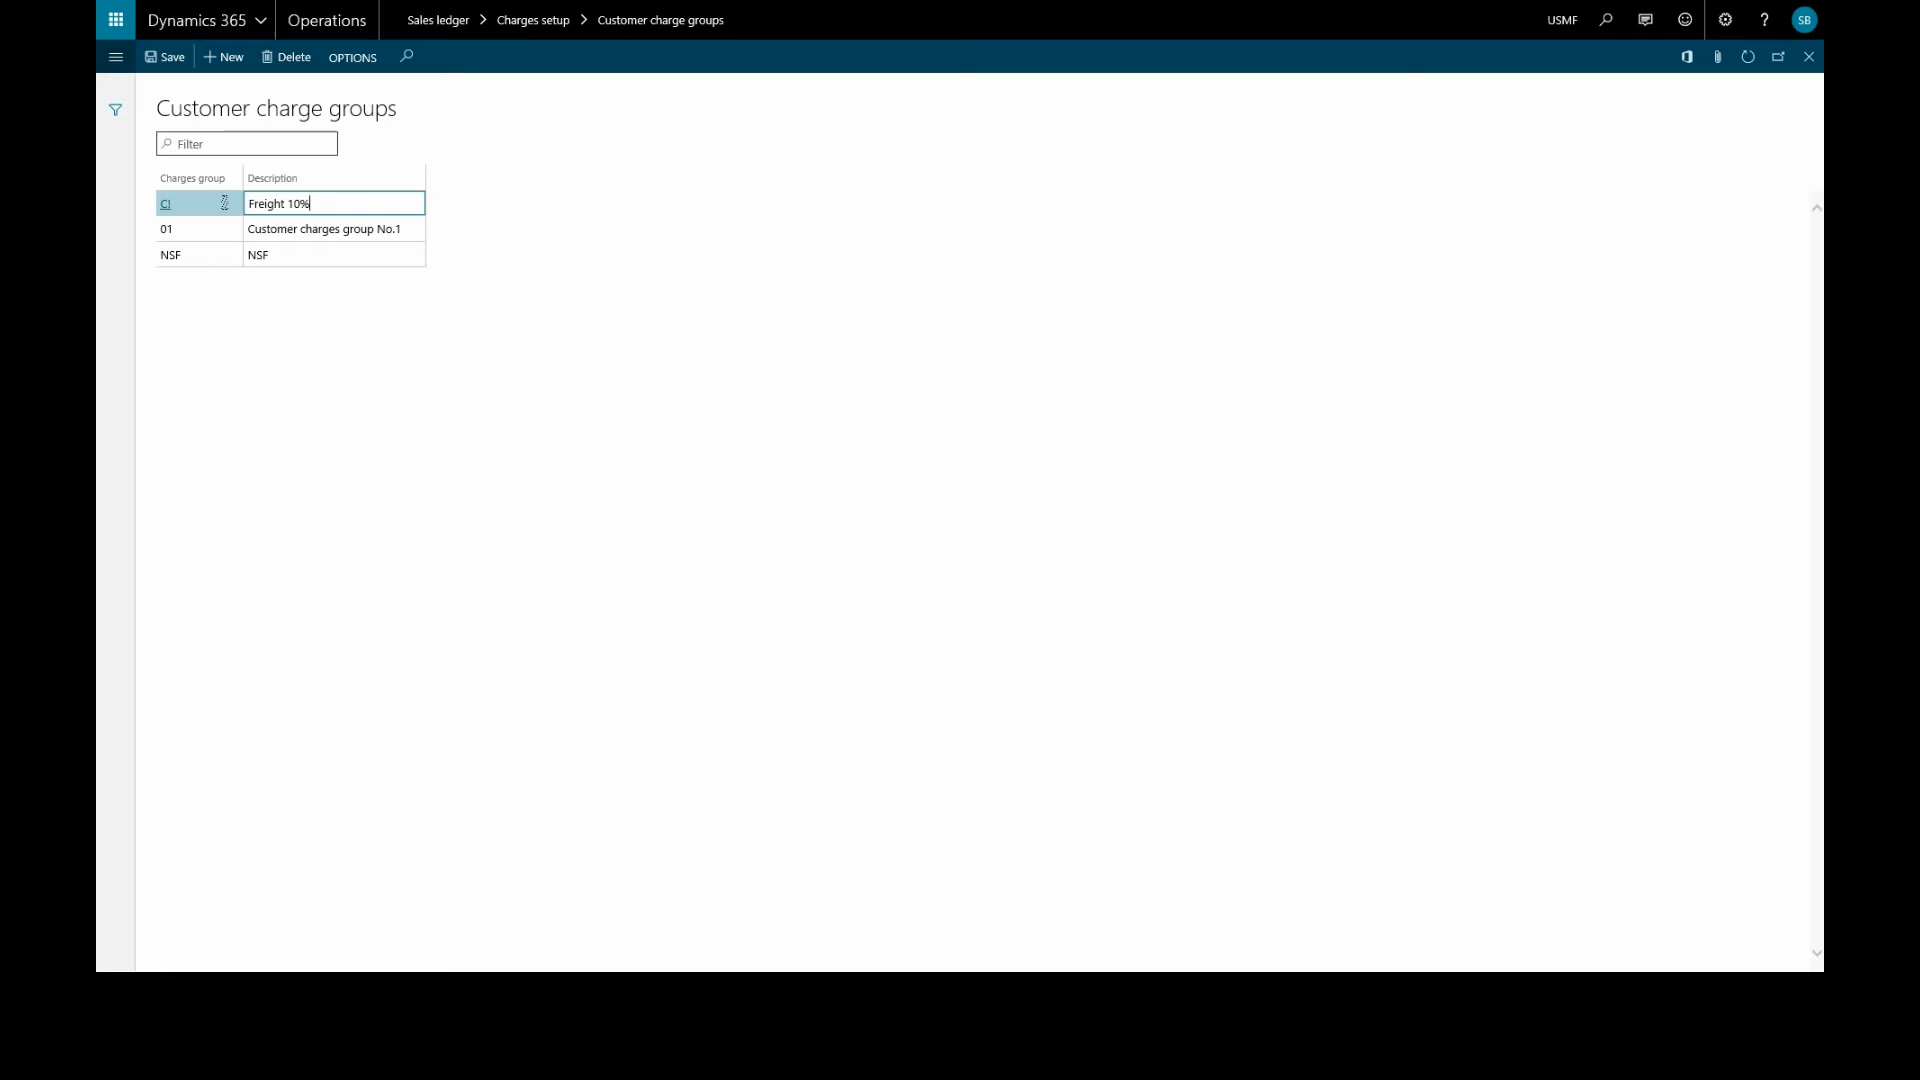 Dynamics 365 Operations Sales ledger Charges setup Customer charge groups USMF ? SB
Save New Delete OPTIONS
Customer charge groups
Filter
Charges group Description
C! Freight 10%
01 Customer charges group No.1
NSF NSF